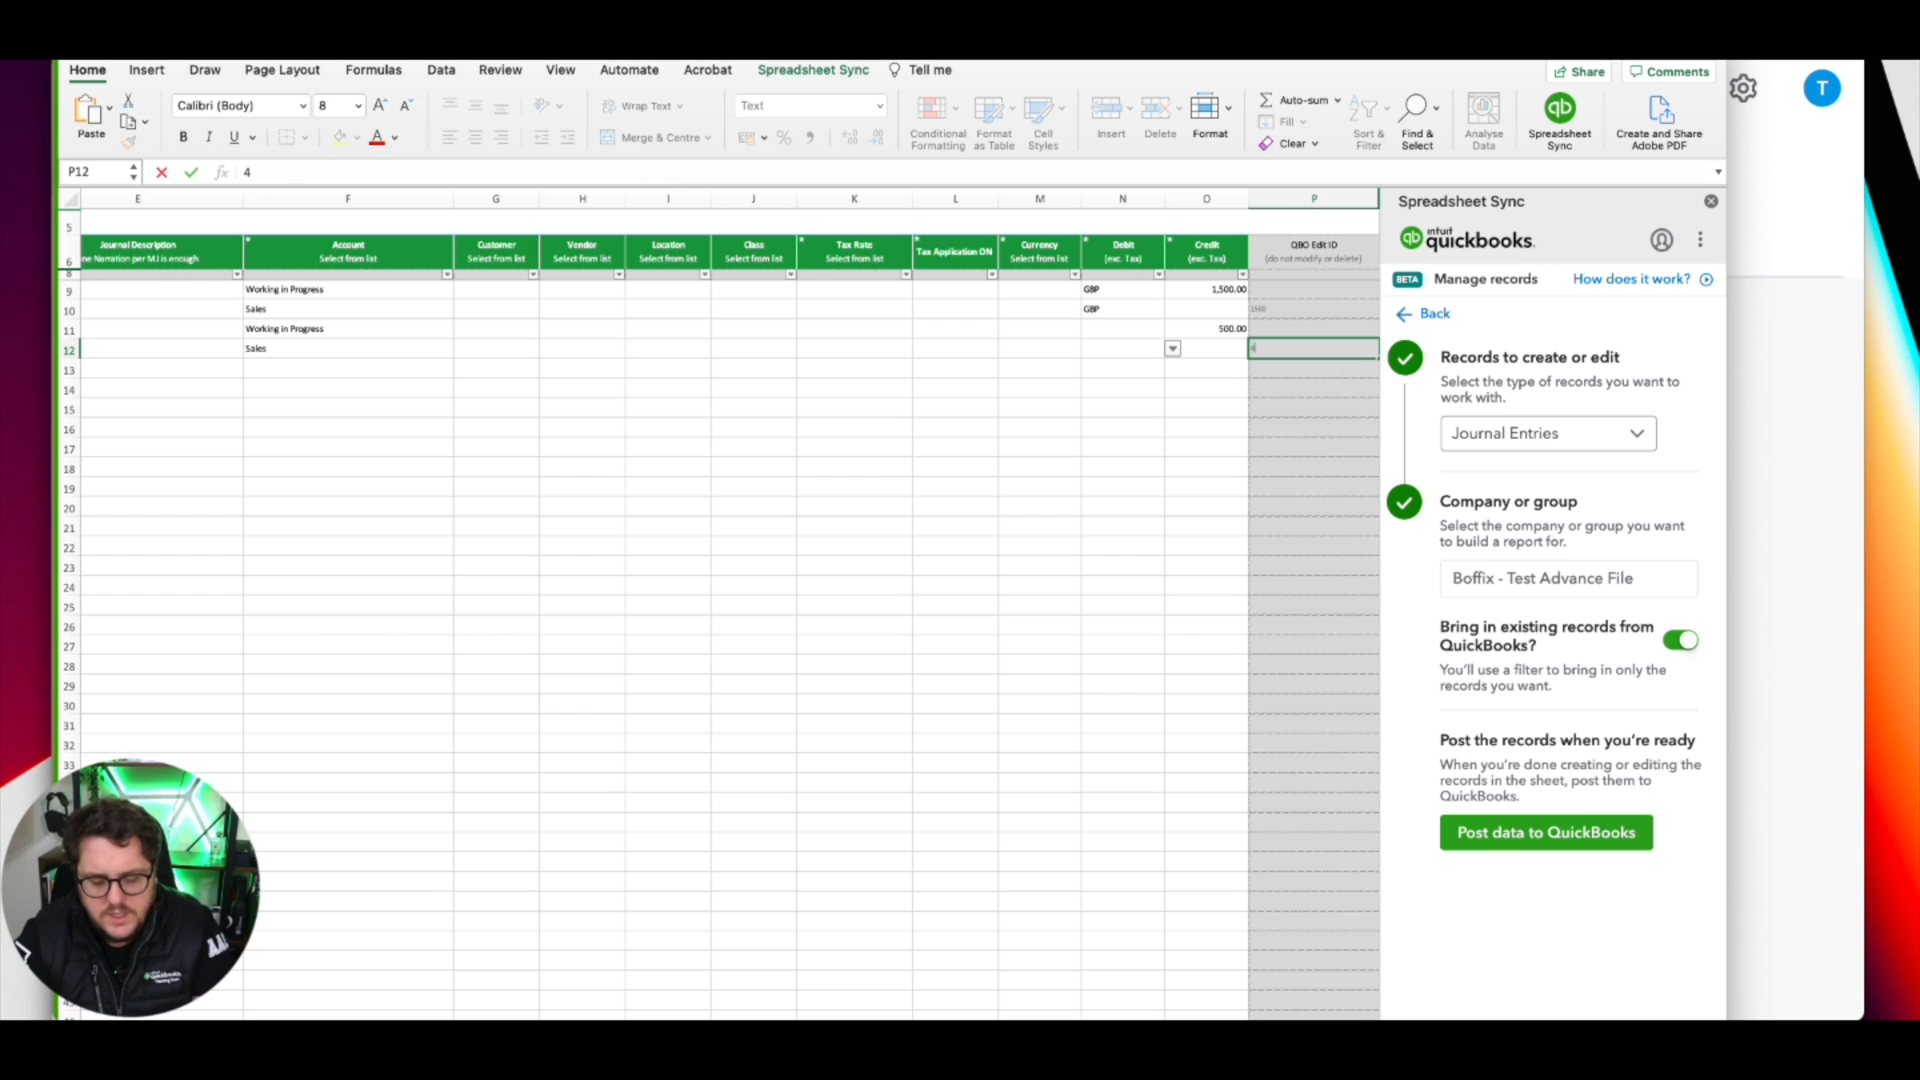 Home Insert Draw Page Layout Formulas Data Review View Automate Acrobat Spreadsheet Sync Tell me Share Comments
T
Paste
Calibri (Body) 8 A A
B I U A
Wrap Text
Merge & Centre
Text
Conditional Formatting
Format as Table
Cell Styles
Insert Delete Format
Auto-sum
Fill
Clear
Sort & Filter
Find & Select
Analyse Data
qb
Spreadsheet Sync
Create and Share Adobe PDF
P12 fx 4
E F G H I J K L M N O P
5
6 Journal Description
ne Narration per MJ is enough
* Account
Select from list
Customer
Select from list
Vendor
Select from list
Location
Select from list
Class
Select from list
* Tax Rate
Select from list
* Tax Application ON
* Currency
Select from list
* Debit
(exc. Tax)
* Credit
(exc. Tax)
QBO Edit ID
(do not modify or delete)
8
9 Working in Progress GBP 1,500.00
10 Sales GBP 1500
11 Working in Progress 500.00
12 Sales
13
14
15
16
17
18
19
20
21
22
23
24
25
26
27
28
29
30
31
32
33
Spreadsheet Sync
qb intuit quickbooks.
BETA Manage records How does it work?
Back
Records to create or edit
Select the type of records you want to
work with.
Journal Entries
Company or group
Select the company or group you want
to build a report for.
Boffix - Test Advance File
Bring in existing records from
QuickBooks?
You'll use a filter to bring in only the
records you want.
Post the records when you're ready
When you're done creating or editing the
records in the sheet, post them to
QuickBooks.
Post data to QuickBooks
quickbooks